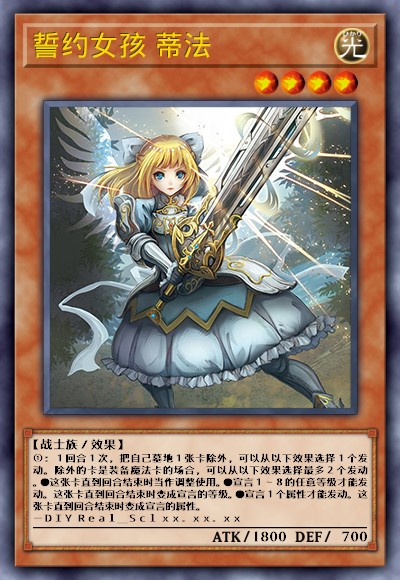 誓约女孩 蒂法
光
【战士族/效果】
①：1回合1次，把自己墓地1张卡除外，可以从以下效果选择1个发
动。除外的卡是装备魔法卡的场合，可以从以下效果选择最多2个发动
。●这张卡直到回合结束时当作调整使用。●宣言1－8的任意等级才能发
动。这张卡直到回合结束时变成宣言的等级。●宣言1个属性才能发动。这
张卡直到回合结束时变成宣言的属性。
－DIYReal＿Scl xx. xx. xx
ATK/1800 DEF/ 700